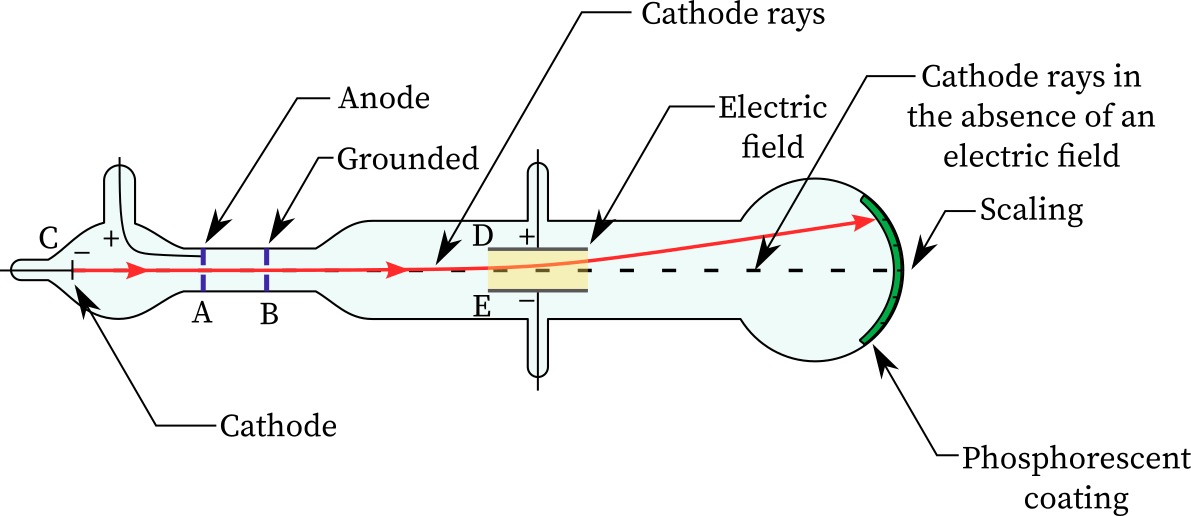 Cathode rays
Cathode rays in
the absence of an
electric field
Anode
Electric
field
Grounded
Scaling
C
+
−
D
+
A
B
E
−
Cathode
Phosphorescent
coating